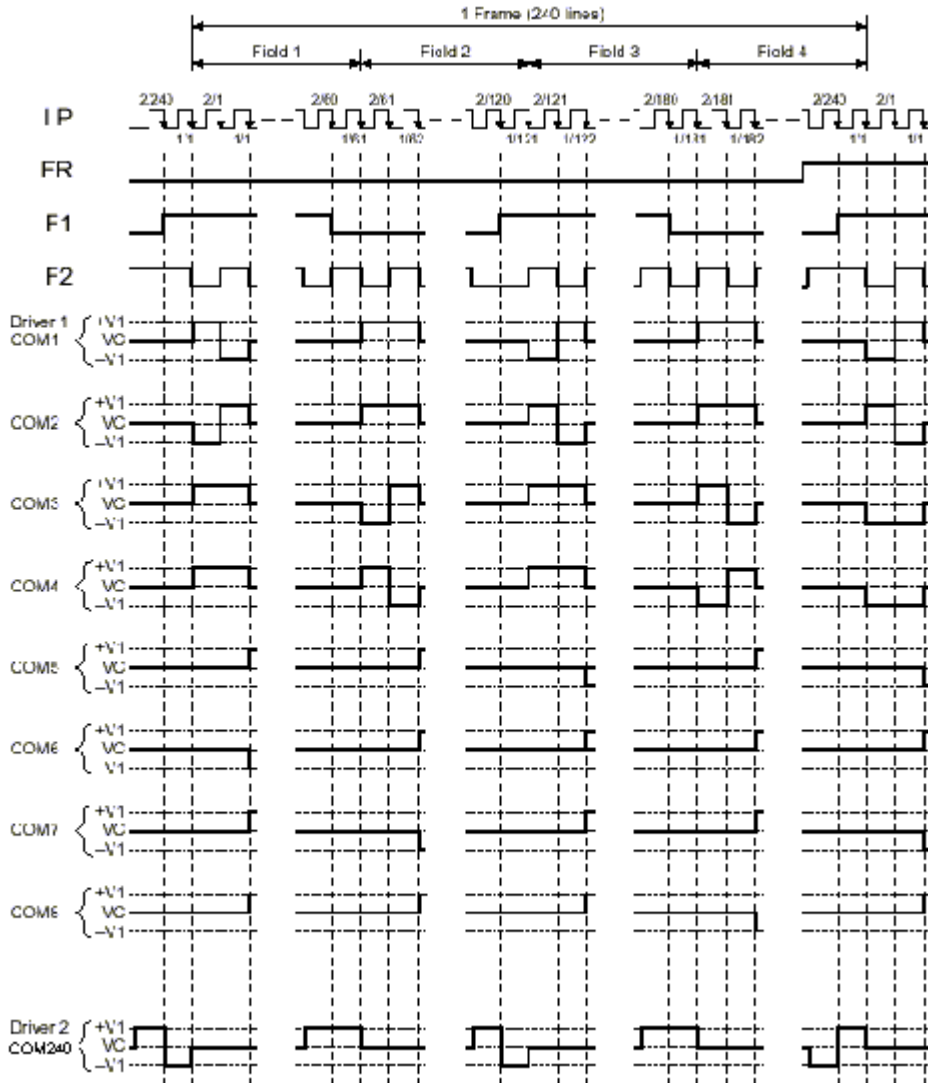 1 Frame (240 lines)
Field 1 Field 2 Field 3 Field 4
2/240 2/1 2/60 2/61 2/120 2/121 2/180 2/181 2/240 2/1
LP
1/1 1/1 1/61 1/62 1/121 1/122 1/181 1/182 1/1 1/1
FR
F1
F2
Driver 1
COM1
+V1
VC
–V1
COM2
+V1
VC
–V1
COM3
+V1
VC
–V1
COM4
+V1
VC
–V1
COM5
+V1
VC
–V1
COM6
+V1
VC
–V1
COM7
+V1
VC
–V1
COM8
+V1
VC
–V1
Driver 2
COM240
+V1
VC
–V1